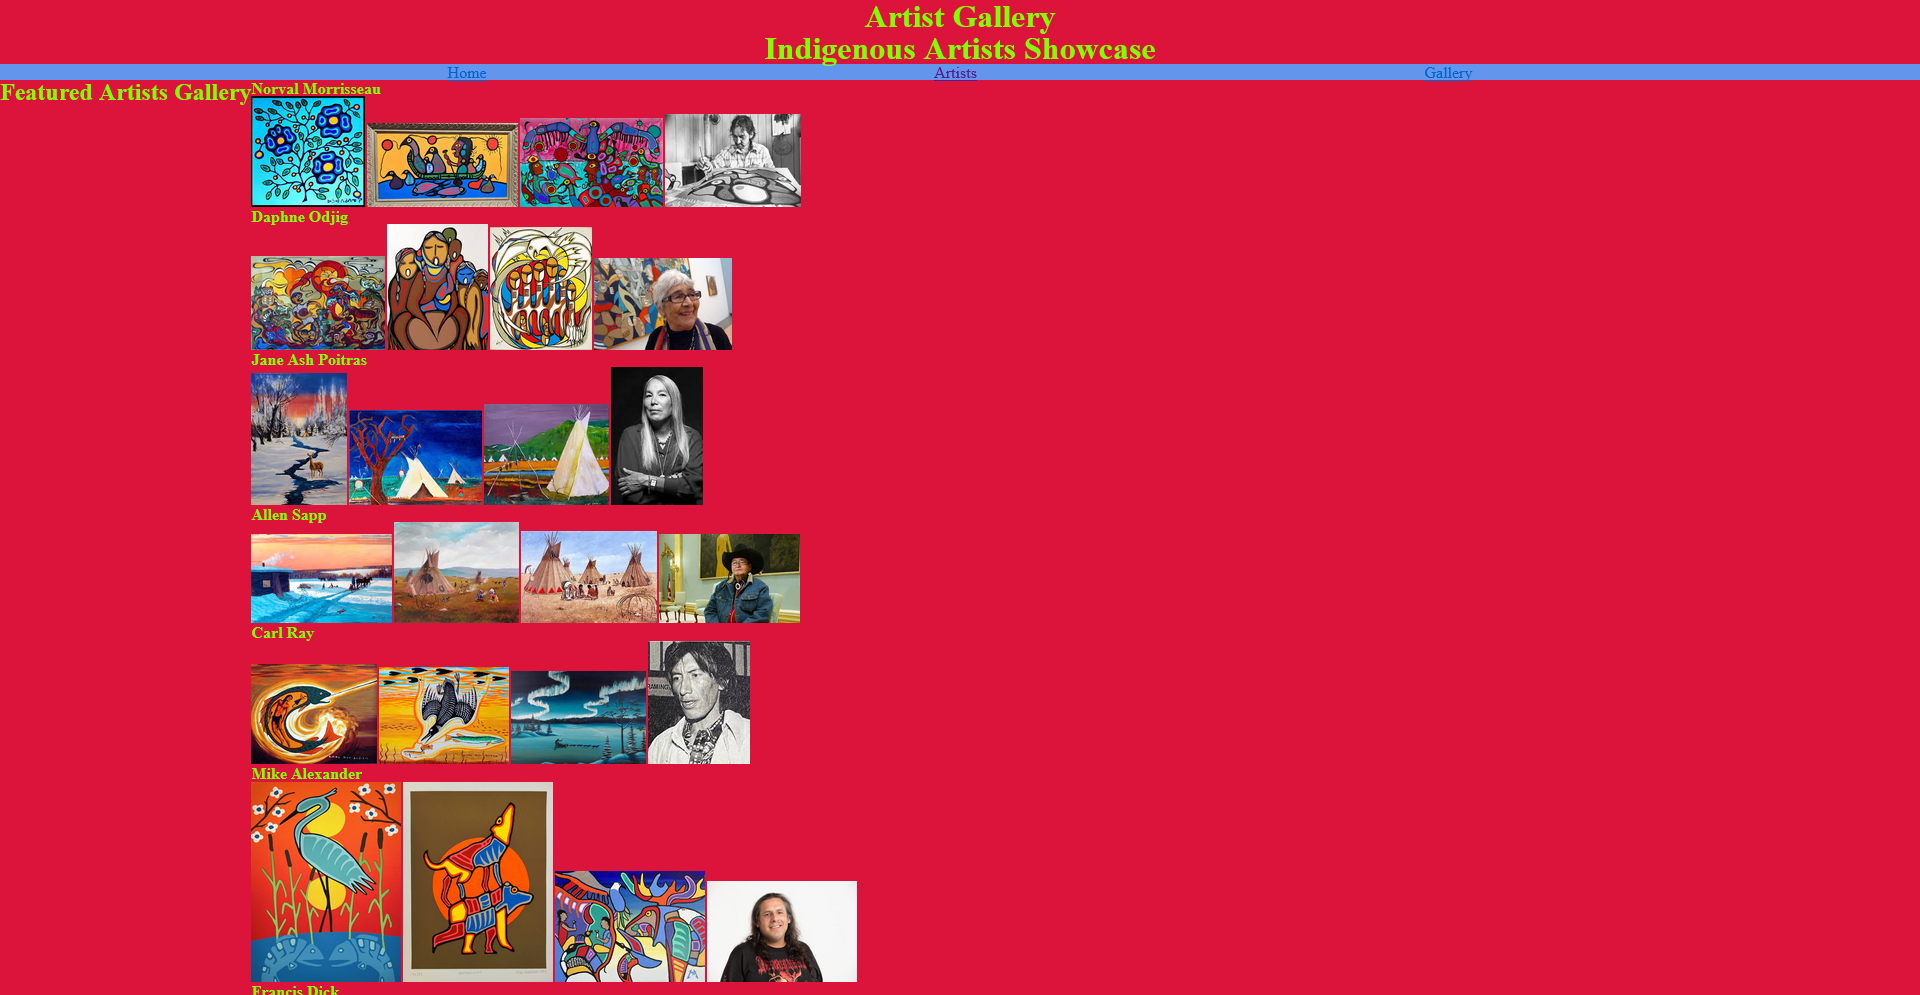 Artist Gallery
Indigenous Artists Showcase
Home Artists Gallery
Featured Artists Gallery
Norval Morrisseau
Daphne Odjig
Jane Ash Poitras
Allen Sapp
Carl Ray
Mike Alexander
Francis Dick